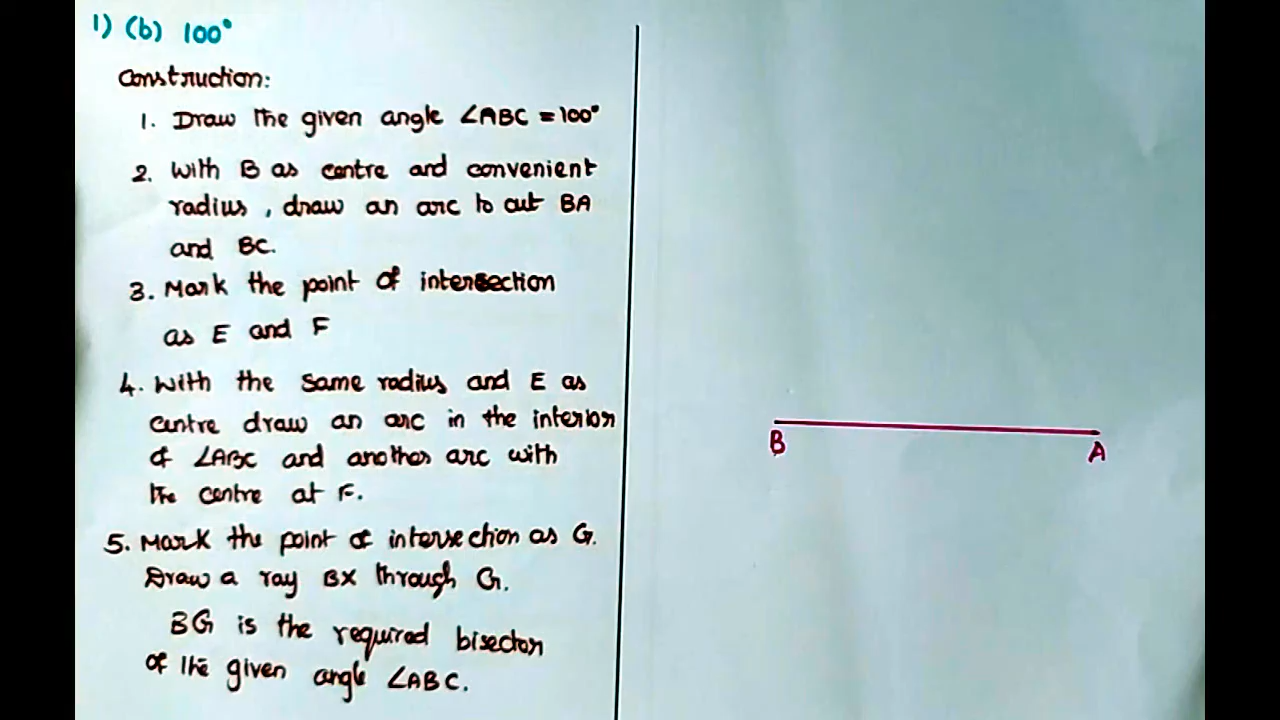 1) (b) 100°
Construction:
1. Draw the given angle ∠ABC = 100°
2. With B as centre and convenient
radius, draw an arc to cut BA
and BC.
3. Mark the point of intersection
as E and F
4. With the same radius and E as
centre draw an arc in the interior
of ∠ABC and another arc with
the centre at F.
5. Mark the point of intersection as G.
Draw a ray BX through G.
BG is the required bisector
of the given angle ∠ABC.
B
A